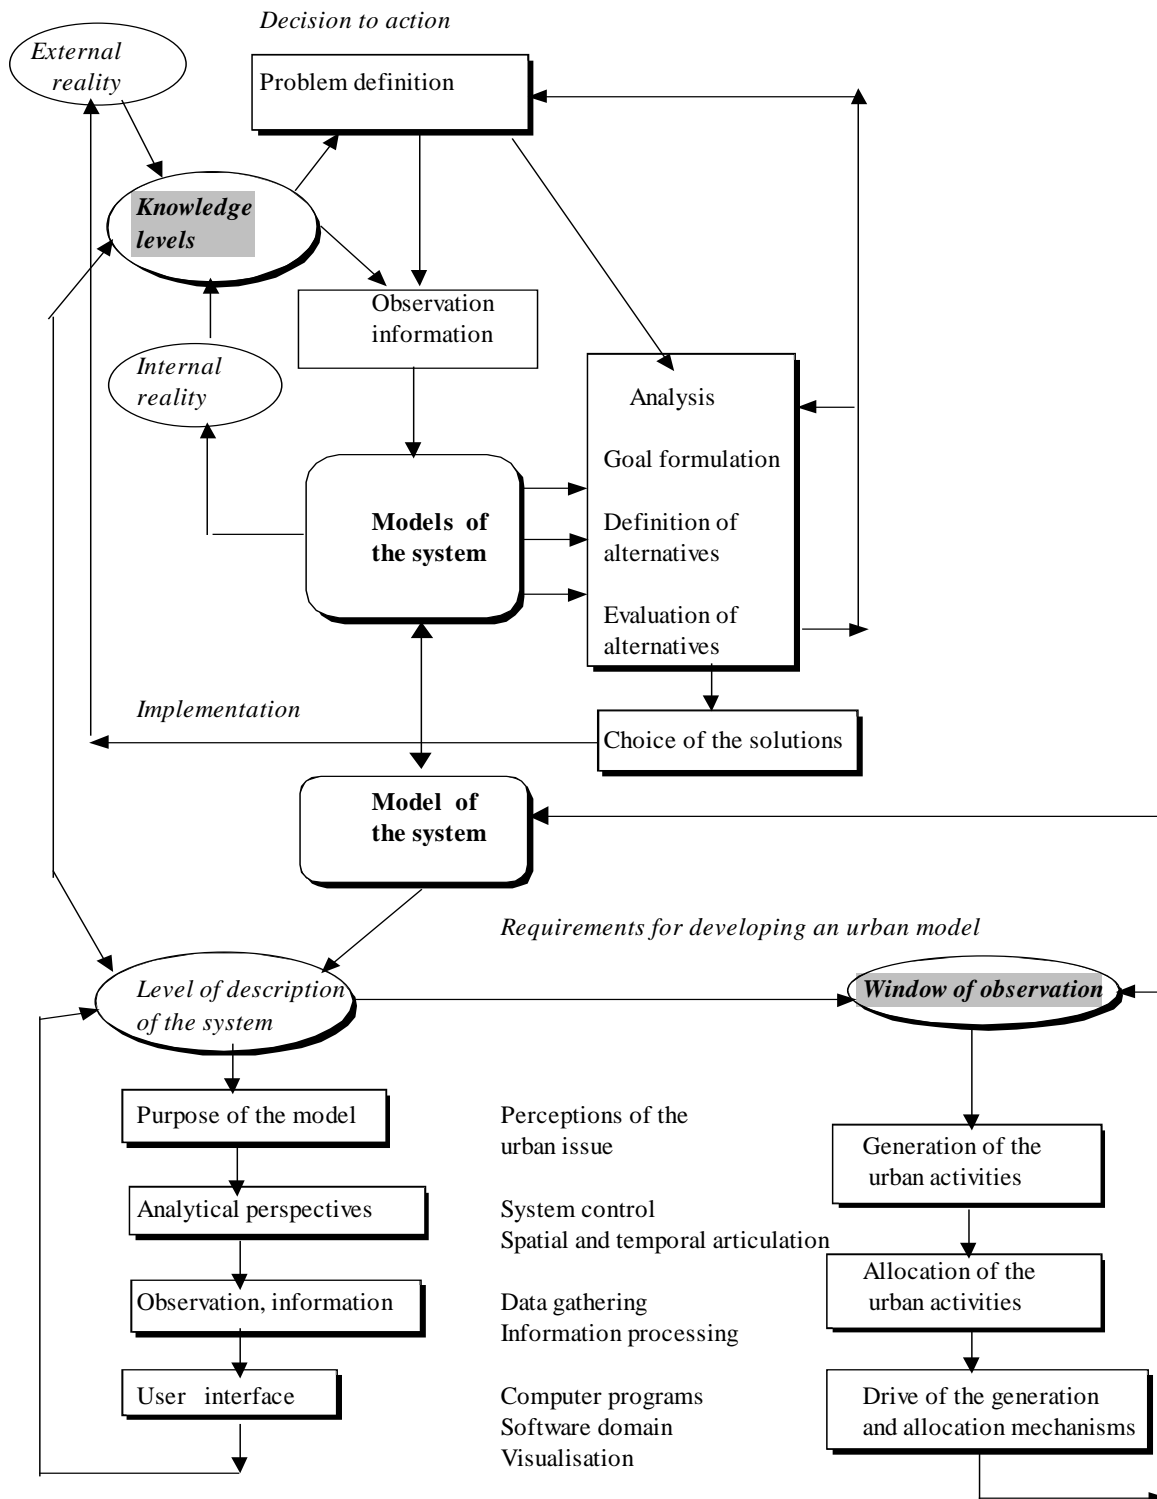 Decision to action
External
reality
Problem definition
Knowledge
levels
Observation
information
Internal
reality
Analysis
Goal formulation
Definition of
alternatives
Evaluation of
alternatives
Models of
the system
Implementation
Choice of the solutions
Model of
the system
Requirements for developing an urban model
Level of description
of the system
Window of observation
Purpose of the model
Perceptions of the
urban issue
Generation of the
urban activities
Analytical perspectives
System control
Spatial and temporal articulation
Allocation of the
urban activities
Observation, information
Data gathering
Information processing
User interface
Computer programs
Software domain
Visualisation
Drive of the generation
and allocation mechanisms